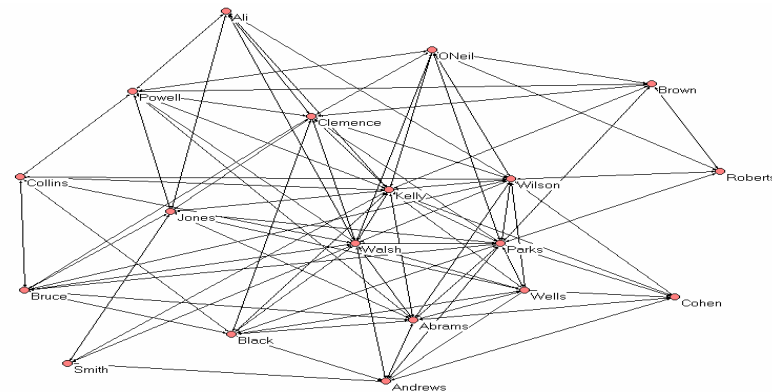 Ali
ONeil
Brown
Powell
Clemence
Roberts
Collins
Wilson
Kelly
Jones
Walsh
Parks
Bruce
Wells
Cohen
Abrams
Black
Smith
Andrews